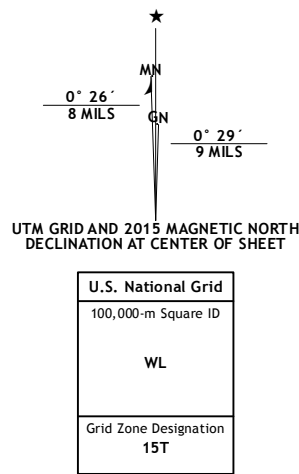 ★
MN
0° 26´
8 MILS
GN
0° 29´
9 MILS
UTM GRID AND 2015 MAGNETIC NORTH
DECLINATION AT CENTER OF SHEET
U.S. National Grid
100,000-m Square ID
WL
Grid Zone Designation
15T